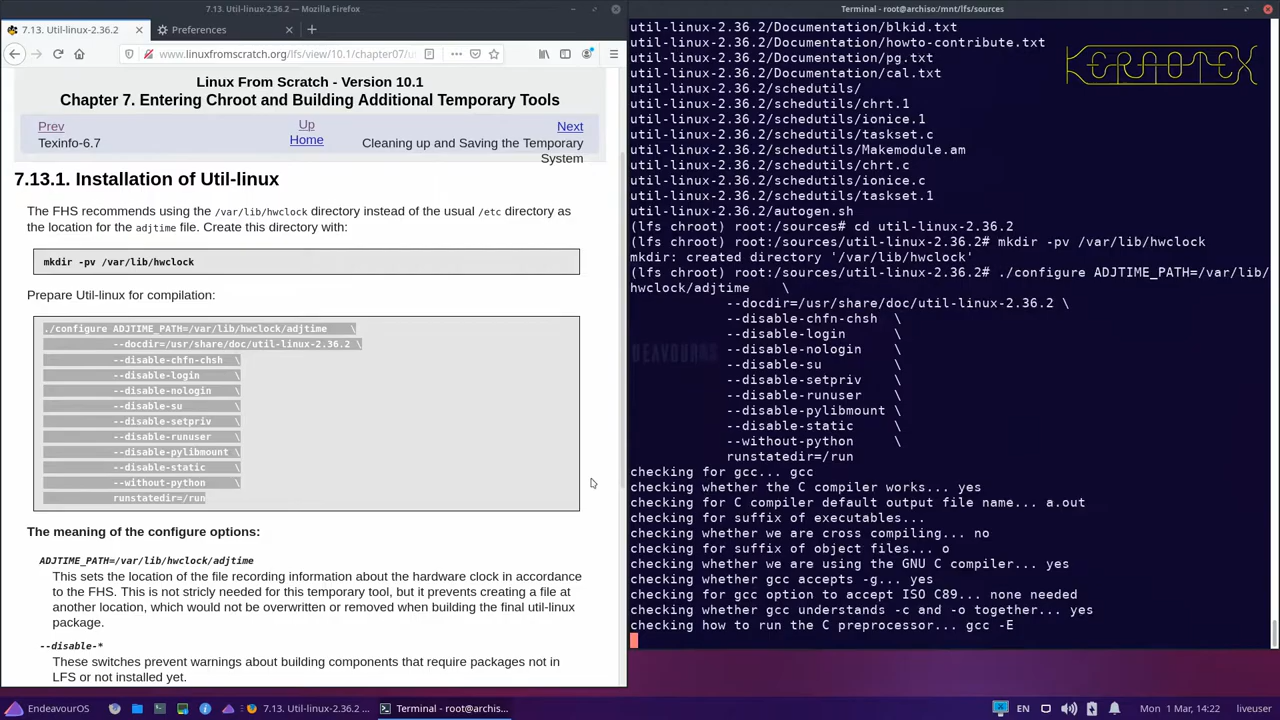 7.13. Util-linux-2.36.2 — Mozilla Firefox
7.13. Util-linux-2.36.2
Preferences
www.linuxfromscratch.org/lfs/view/10.1/chapter07/ut
Linux From Scratch - Version 10.1
Chapter 7. Entering Chroot and Building Additional Temporary Tools
Prev
Up
Next
Texinfo-6.7
Home
Cleaning up and Saving the Temporary
System
7.13.1. Installation of Util-linux
The FHS recommends using the /var/lib/hwclock directory instead of the usual /etc directory as
the location for the adjtime file. Create this directory with:
mkdir -pv /var/lib/hwclock
Prepare Util-linux for compilation:
./configure ADJTIME_PATH=/var/lib/hwclock/adjtime    \
--docdir=/usr/share/doc/util-linux-2.36.2 \
--disable-chfn-chsh  \
--disable-login      \
--disable-nologin    \
--disable-su         \
--disable-setpriv    \
--disable-runuser    \
--disable-pylibmount \
--disable-static     \
--without-python     \
runstatedir=/run
The meaning of the configure options:
ADJTIME_PATH=/var/lib/hwclock/adjtime
This sets the location of the file recording information about the hardware clock in accordance
to the FHS. This is not stricly needed for this temporary tool, but it prevents creating a file at
another location, which would not be overwritten or removed when building the final util-linux
package.
--disable-*
These switches prevent warnings about building components that require packages not in
LFS or not installed yet.
Terminal - root@archiso:/mnt/lfs/sources
util-linux-2.36.2/Documentation/blkid.txt
util-linux-2.36.2/Documentation/howto-contribute.txt
util-linux-2.36.2/Documentation/pg.txt
util-linux-2.36.2/Documentation/cal.txt
util-linux-2.36.2/schedutils/
util-linux-2.36.2/schedutils/chrt.1
util-linux-2.36.2/schedutils/ionice.1
util-linux-2.36.2/schedutils/taskset.c
util-linux-2.36.2/schedutils/Makemodule.am
util-linux-2.36.2/schedutils/chrt.c
util-linux-2.36.2/schedutils/ionice.c
util-linux-2.36.2/schedutils/taskset.1
util-linux-2.36.2/autogen.sh
(lfs chroot) root:/sources# cd util-linux-2.36.2
(lfs chroot) root:/sources/util-linux-2.36.2# mkdir -pv /var/lib/hwclock
mkdir: created directory '/var/lib/hwclock'
(lfs chroot) root:/sources/util-linux-2.36.2# ./configure ADJTIME_PATH=/var/lib/
hwclock/adjtime    \
--docdir=/usr/share/doc/util-linux-2.36.2 \
--disable-chfn-chsh  \
--disable-login      \
--disable-nologin    \
--disable-su         \
--disable-setpriv    \
--disable-runuser    \
--disable-pylibmount \
--disable-static     \
--without-python     \
runstatedir=/run
checking for gcc... gcc
checking whether the C compiler works... yes
checking for C compiler default output file name... a.out
checking for suffix of executables...
checking whether we are cross compiling... no
checking for suffix of object files... o
checking whether we are using the GNU C compiler... yes
checking whether gcc accepts -g... yes
checking for gcc option to accept ISO C89... none needed
checking whether gcc understands -c and -o together... yes
checking how to run the C preprocessor... gcc -E
EndeavourOS
7.13. Util-linux-2.36.2 ...
Terminal - root@archis...
EN
Mon 1 Mar, 14:22
liveuser